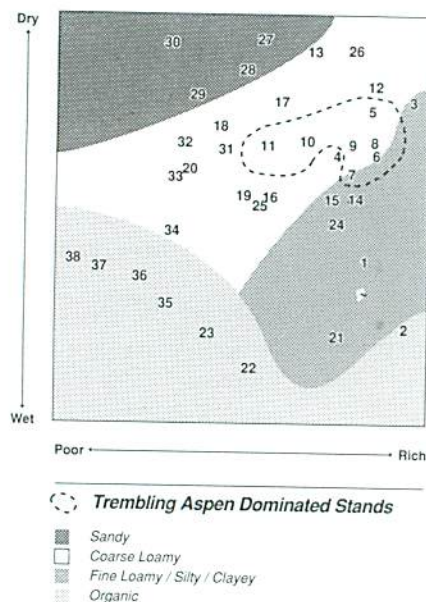 Dry
30 27
13 26
28
29
12
17
5
3
18
32 31 11 10 9 8
4 6
33 20
7
19 16
25
15 14
24
34
38
37
1
36
35
23
21 2
22
Wet
Poor Rich
Trembling Aspen Dominated Stands
Sandy
Coarse Loamy
Fine Loamy / Silty / Clayey
Organic